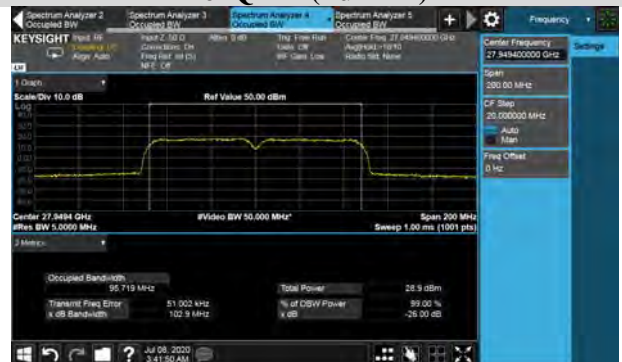 Spectrum Analyzer 2
Occupied BW
Spectrum Analyzer 3
Occupied BW
Spectrum Analyzer 4
Occupied BW
Spectrum Analyzer 5
Occupied BW
+
Frequency
KEYSIGHT
Input: RF
Align: Auto
Input Z: 50 Ω
Freq Ref: Int (S)
NFE: Off
Atten: 0 dB
Trig: Free Run
Gate: Off
#IF Gain: Low
Center Freq: 27.949400000 GHz
Avg|Hold:>10/10
Radio Std: None
Center Frequency
27.949400000 GHz
Settings
Span
200.00 MHz
CF Step
20.000000 MHz
Auto
Man
Freq Offset
0 Hz
1 Graph
Scale/Div 10.0 dB
Ref Value 50.00 dBm
Log
Center 27.9494 GHz
#Video BW 50.000 MHz*
Span 200 MHz
#Res BW 5.0000 MHz
Sweep 1.00 ms (1001 pts)
2 Metrics
Occupied Bandwidth
95.719 MHz
Total Power
28.9 dBm
Transmit Freq Error
51.002 kHz
% of OBW Power
99.00 %
x dB Bandwidth
102.9 MHz
x dB
-26.00 dB
?
Jul 08, 2020
3:41:50 AM